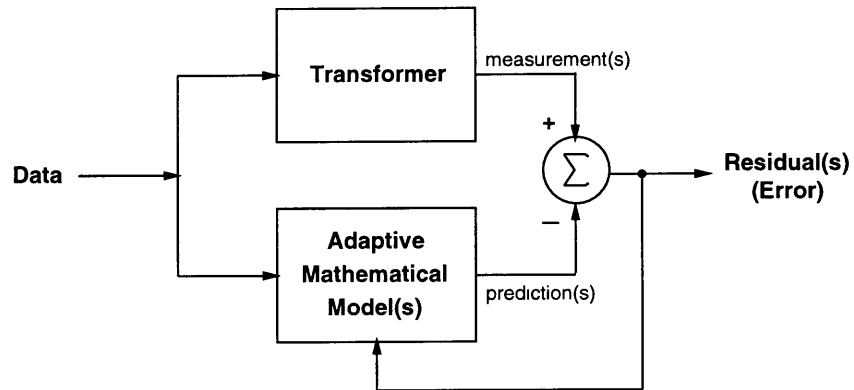 Transformer
measurement(s)
+
Data
Σ
Residual(s)
(Error)
−
Adaptive
Mathematical
Model(s)
prediction(s)